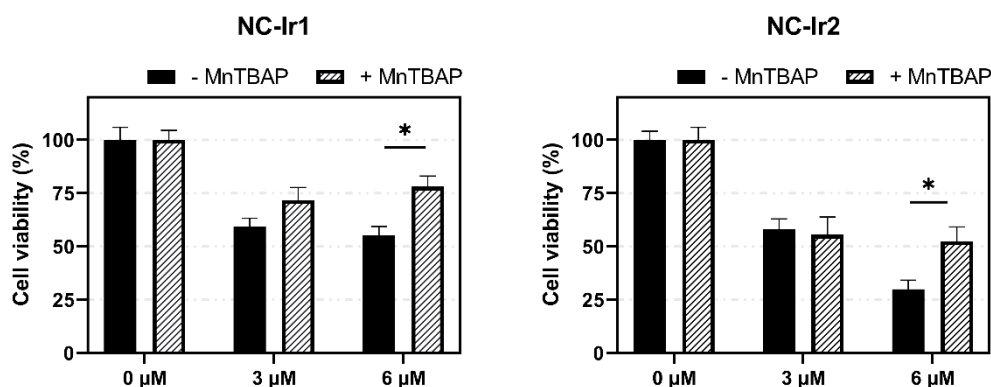 NC-Ir1
- MnTBAP + MnTBAP
Cell viability (%)
100
75
50
25
0
*
0 µM 3 µM 6 µM
NC-Ir2
- MnTBAP + MnTBAP
Cell viability (%)
100
75
50
25
0
*
0 µM 3 µM 6 µM